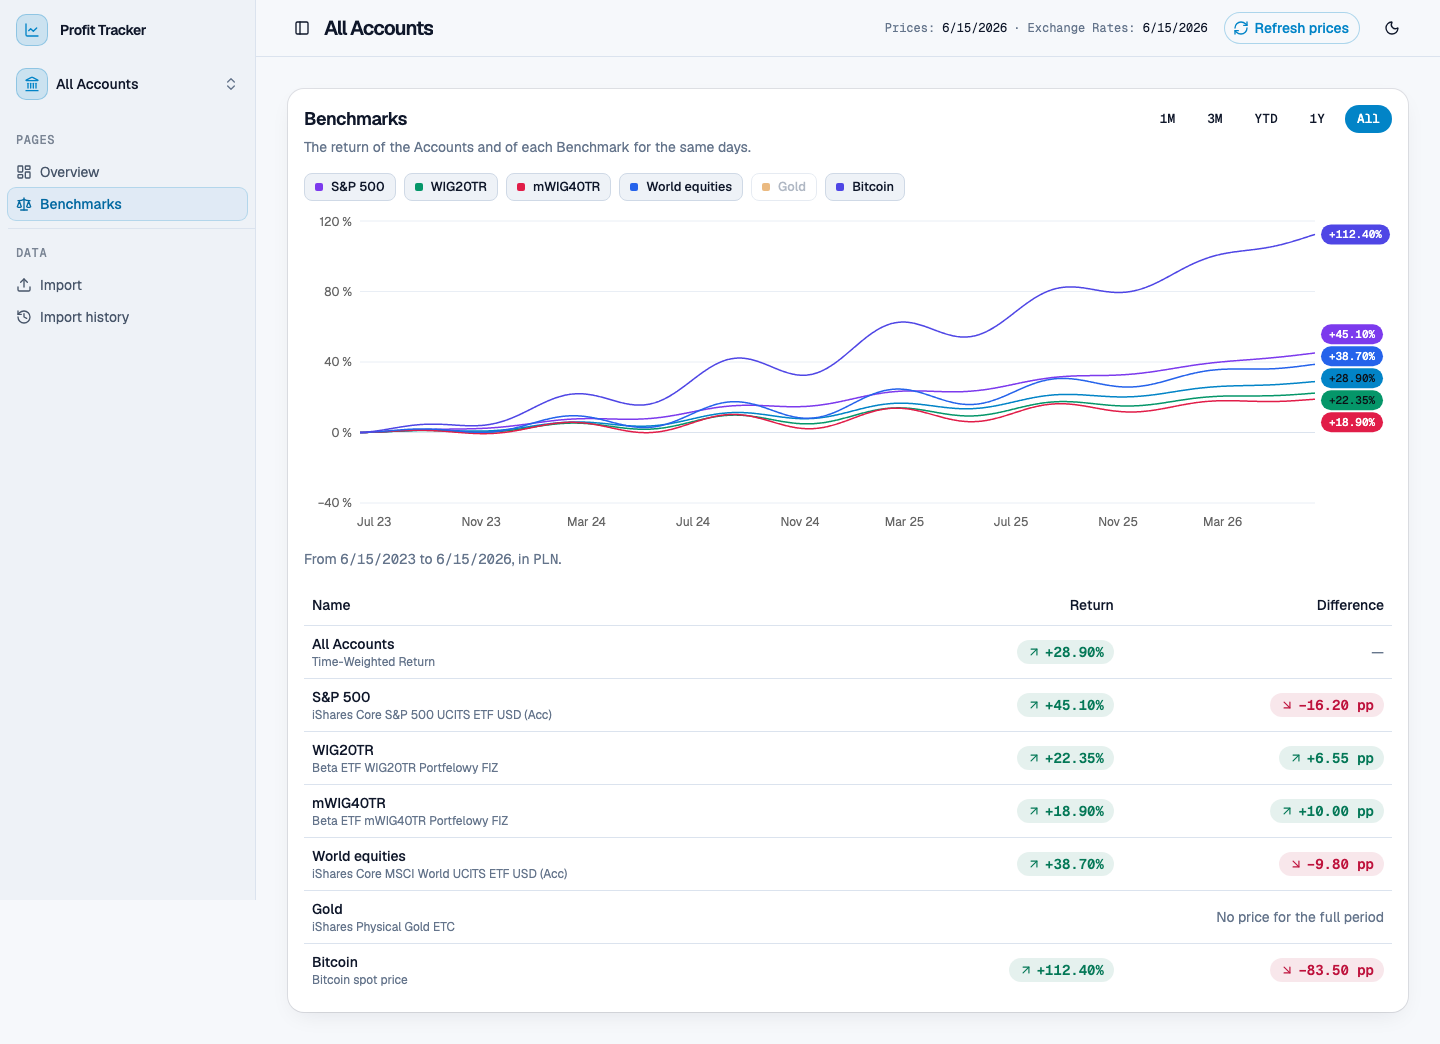 Profit Tracker
All Accounts
PAGES
Overview
Benchmarks
DATA
Import
Import history
All Accounts
Prices: 6/15/2026 · Exchange Rates: 6/15/2026
Refresh prices
Benchmarks
1M 3M YTD 1Y All
The return of the Accounts and of each Benchmark for the same days.
S&P 500 WIG20TR mWIG40TR World equities Gold Bitcoin
120 %
80 %
40 %
0 %
−40 %
+112.40%
+45.10%
+38.70%
+28.90%
+22.35%
+18.90%
Jul 23 Nov 23 Mar 24 Jul 24 Nov 24 Mar 25 Jul 25 Nov 25 Mar 26
From 6/15/2023 to 6/15/2026, in PLN.
Name Return Difference
All Accounts
Time-Weighted Return
+28.90% —
S&P 500
iShares Core S&P 500 UCITS ETF USD (Acc)
+45.10% −16.20 pp
WIG20TR
Beta ETF WIG20TR Portfelowy FIZ
+22.35% +6.55 pp
mWIG40TR
Beta ETF mWIG40TR Portfelowy FIZ
+18.90% +10.00 pp
World equities
iShares Core MSCI World UCITS ETF USD (Acc)
+38.70% −9.80 pp
Gold
iShares Physical Gold ETC
No price for the full period
Bitcoin
Bitcoin spot price
+112.40% −83.50 pp